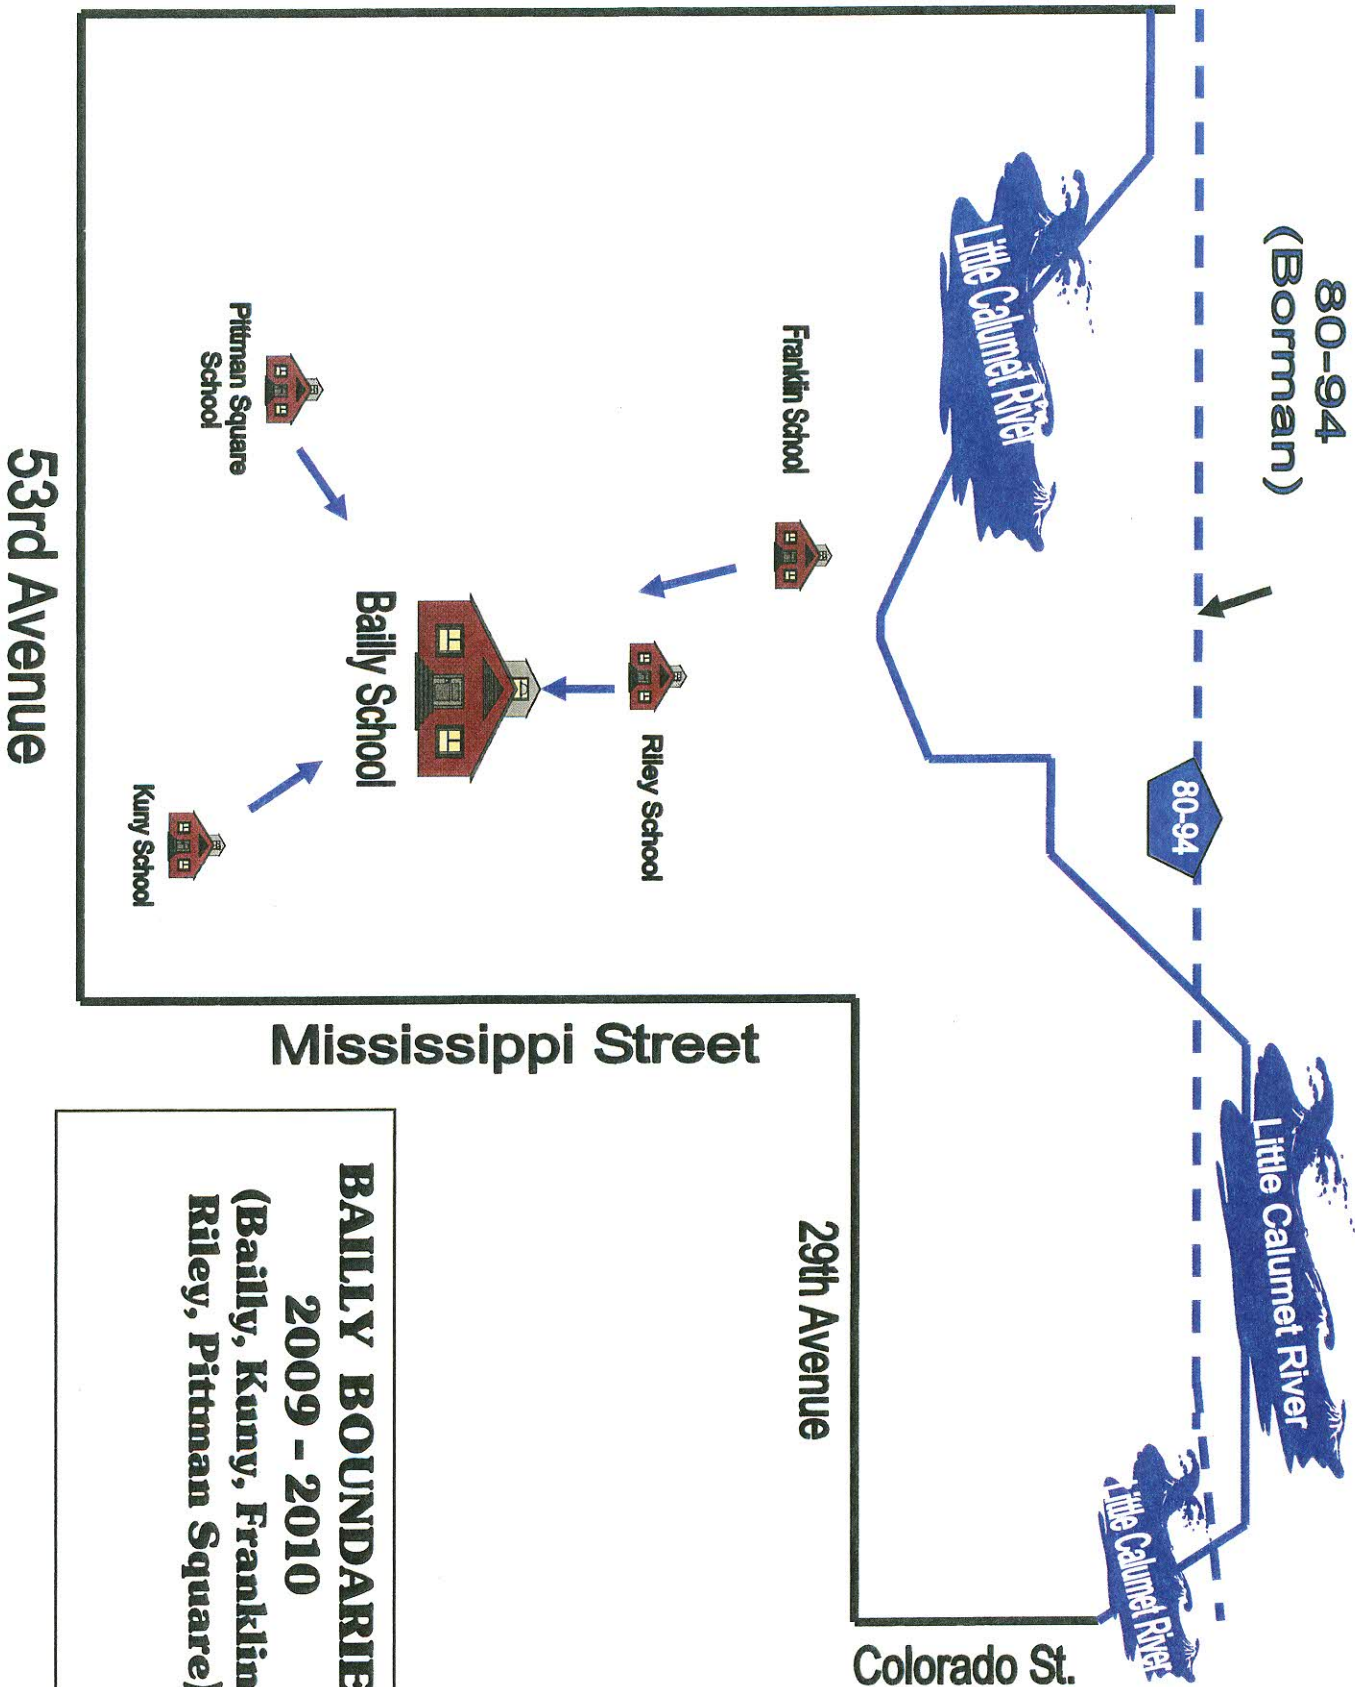 80-94
(Borman)
80-94
Little Calumet River
Little Calumet River
Little Calumet River
Franklin School
Riley School
Bailly School
Pittman Square
School
Kuny School
53rd Avenue
Mississippi Street
29th Avenue
Colorado St.
BAILLY BOUNDARIE
2009 - 2010
(Bailly, Kuny, Franklin
Riley, Pittman Square)